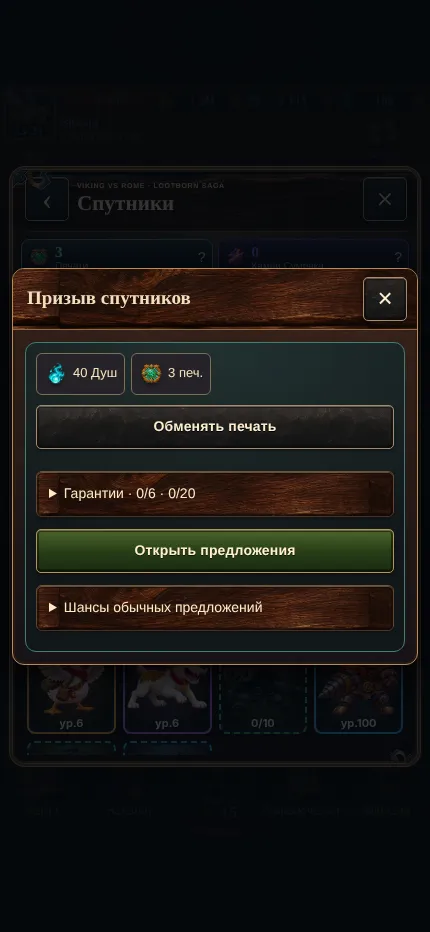 VIKING VS ROME · LOOTBORN SAGA
‹ Спутники ×
3 ? 0 ?
Призыв спутников ×
40 Душ 3 печ.
Обменять печать
▶ Гарантии · 0/6 · 0/20
Открыть предложения
▶ Шансы обычных предложений
ур.6 ур.6 0/10 ур.100